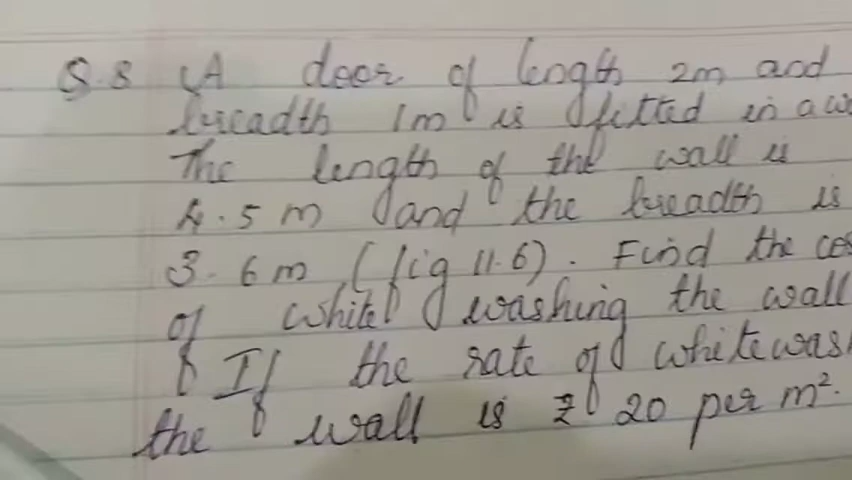 Q.8 (A door of length 2m and
breadth 1m is fitted in a
The length of the wall is
4.5 m and the breadth is
3.6m (fig 11.6). Find the
of white washing the wall
If the rate of whitewas
the wall is ₹ 20 per m².